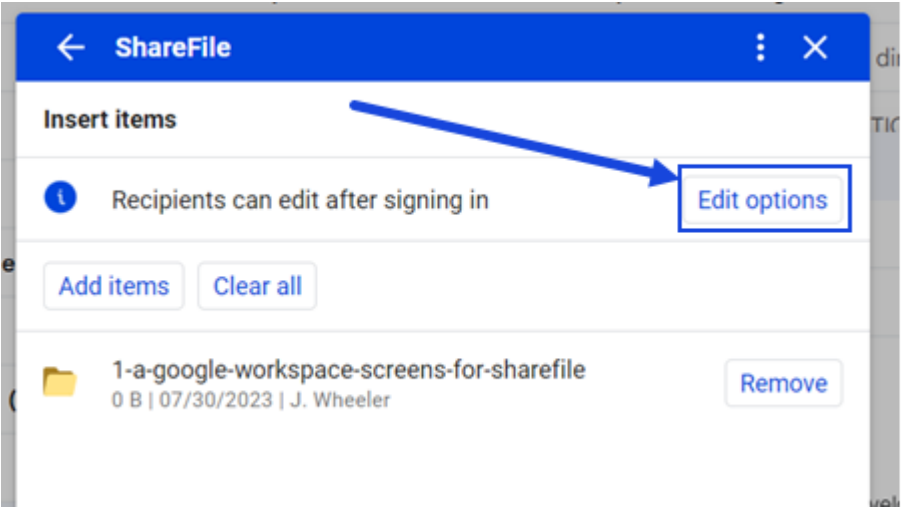 ShareFile
Insert items
Recipients can edit after signing in
Edit options
Add items
Clear all
1-a-google-workspace-screens-for-sharefile
0 B | 07/30/2023 | J. Wheeler
Remove